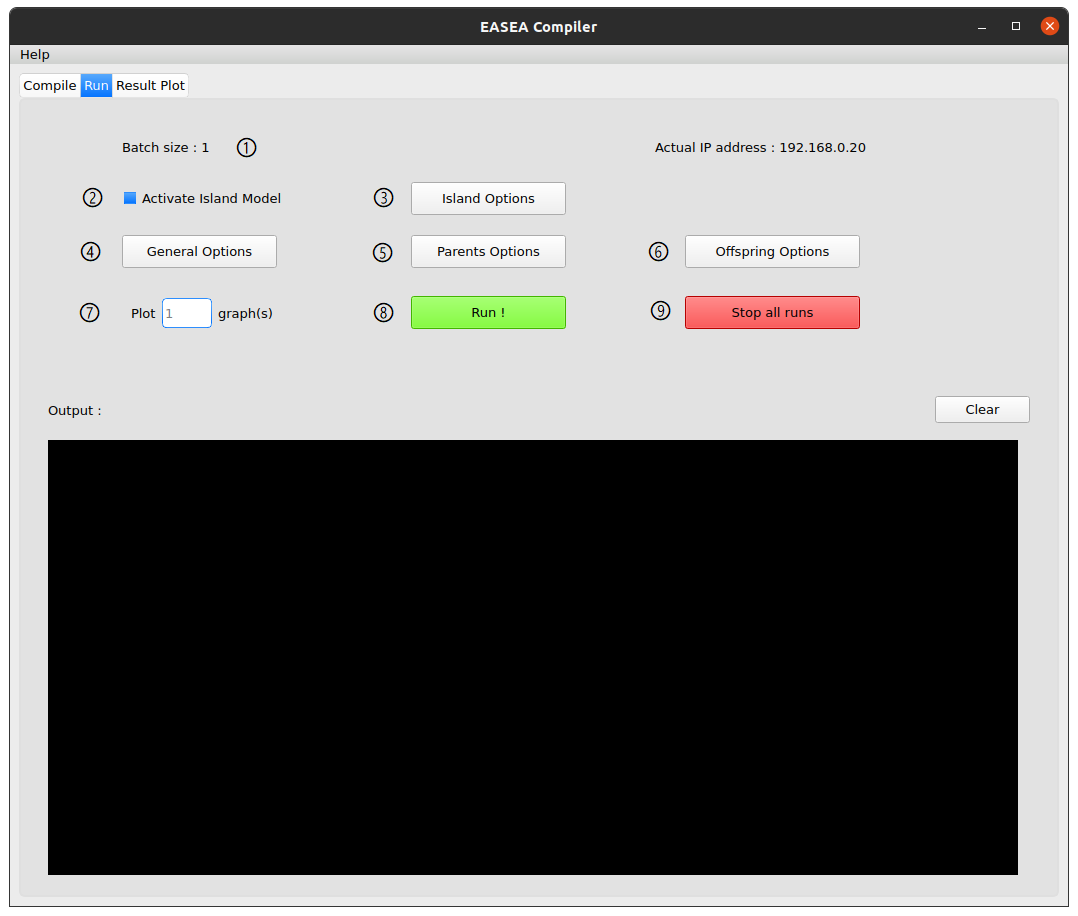 EASEA Compiler
Help
Compile Run Result Plot
Batch size : 1 ① Actual IP address : 192.168.0.20
② Activate Island Model ③ Island Options
④ General Options ⑤ Parents Options ⑥ Offspring Options
⑦ Plot 1 graph(s) ⑧ Run ! ⑨ Stop all runs
Output : Clear